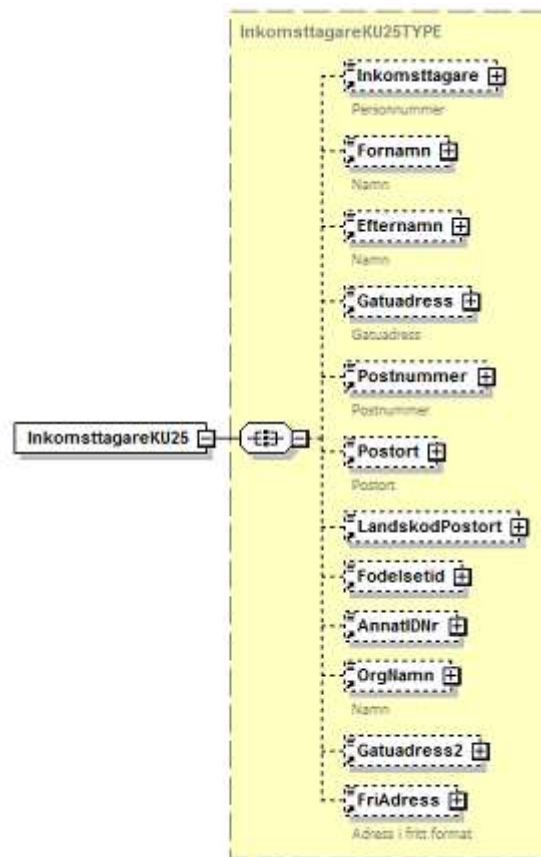 InkomsttagareKU25TYPE
Inkomsttagare
Personnummer
Fornamn
Namn
Efternamn
Namn
Gatuadress
Gatuadress
Postnummer
Postnummer
InkomsttagareKU25
Postort
Postort
LandskodPostort
Fodelsetid
AnnatIDNr
OrgNamn
Namn
Gatuadress2
FriAdress
Adress i fritt format